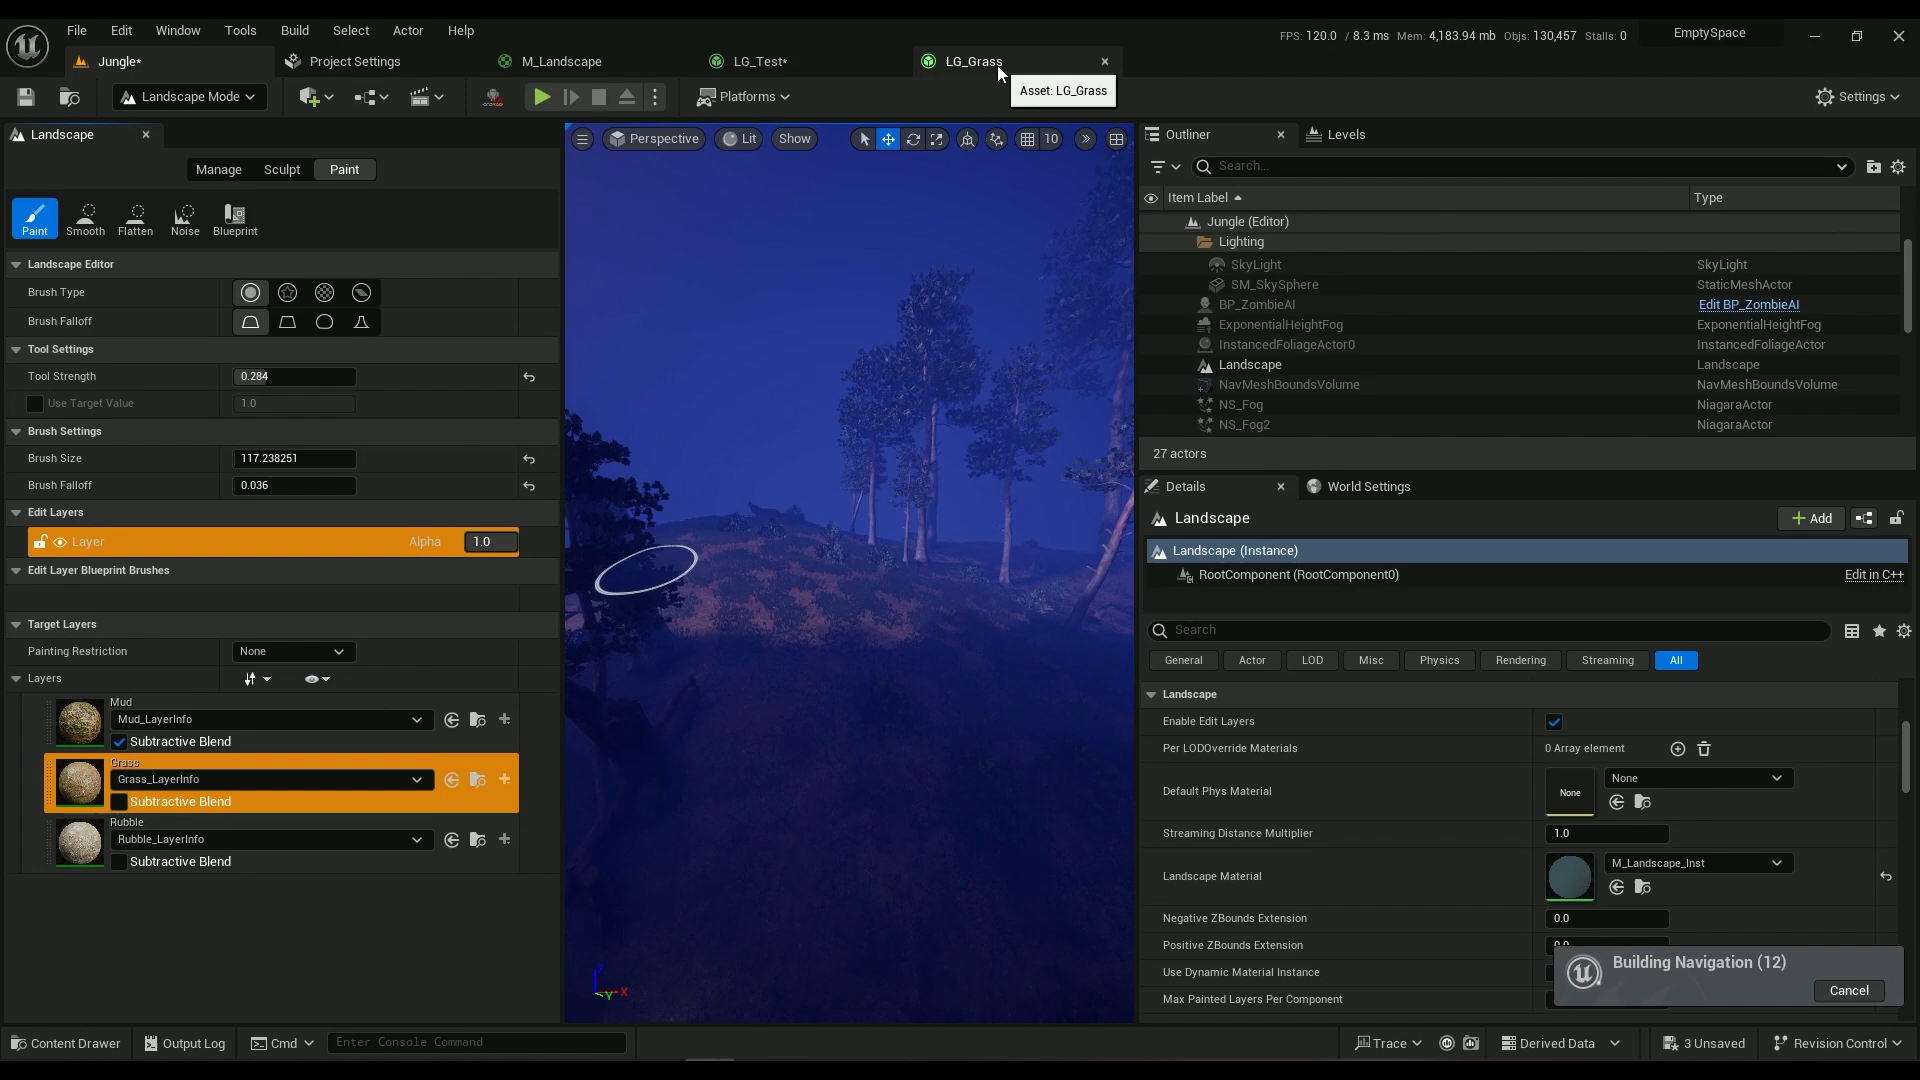 File Edit Window Tools Build Select Actor Help
FPS: 120.0 / 8.3 ms Mem: 4,183.94 mb Objs: 130,457 Stalls: 0
EmptySpace
Jungle*
Project Settings
M_Landscape
LG_Test*
LG_Grass
Asset: LG_Grass
Landscape Mode
Platforms
Settings
Landscape
Manage Sculpt Paint
Paint Smooth Flatten Noise Blueprint
Landscape Editor
Brush Type
Brush Falloff
Tool Settings
Tool Strength 0.284
Use Target Value 1.0
Brush Settings
Brush Size 117.238251
Brush Falloff 0.036
Edit Layers
Layer Alpha 1.0
Edit Layer Blueprint Brushes
Target Layers
Painting Restriction None
Layers
Mud
Mud_LayerInfo
Subtractive Blend
Grass
Grass_LayerInfo
Subtractive Blend
Rubble
Rubble_LayerInfo
Subtractive Blend
Perspective Lit Show 10
Z
X
Y
Outliner Levels
Search...
Item Label Type
Jungle (Editor)
Lighting
SkyLight SkyLight
SM_SkySphere StaticMeshActor
BP_ZombieAI Edit BP_ZombieAI
ExponentialHeightFog ExponentialHeightFog
InstancedFoliageActor0 InstancedFoliageActor
Landscape Landscape
NavMeshBoundsVolume NavMeshBoundsVolume
NS_Fog NiagaraActor
NS_Fog2 NiagaraActor
27 actors
Details World Settings
Landscape
Add
Landscape (Instance)
RootComponent (RootComponent0) Edit in C++
Search
General Actor LOD Misc Physics Rendering Streaming All
Landscape
Enable Edit Layers
Per LODOverride Materials 0 Array element
Default Phys Material None None
Streaming Distance Multiplier 1.0
Landscape Material M_Landscape_Inst
Negative ZBounds Extension 0.0
Positive ZBounds Extension 0.0
Use Dynamic Material Instance
Max Painted Layers Per Component
Building Navigation (12)
Cancel
Content Drawer Output Log Cmd Enter Console Command
Trace Derived Data 3 Unsaved Revision Control